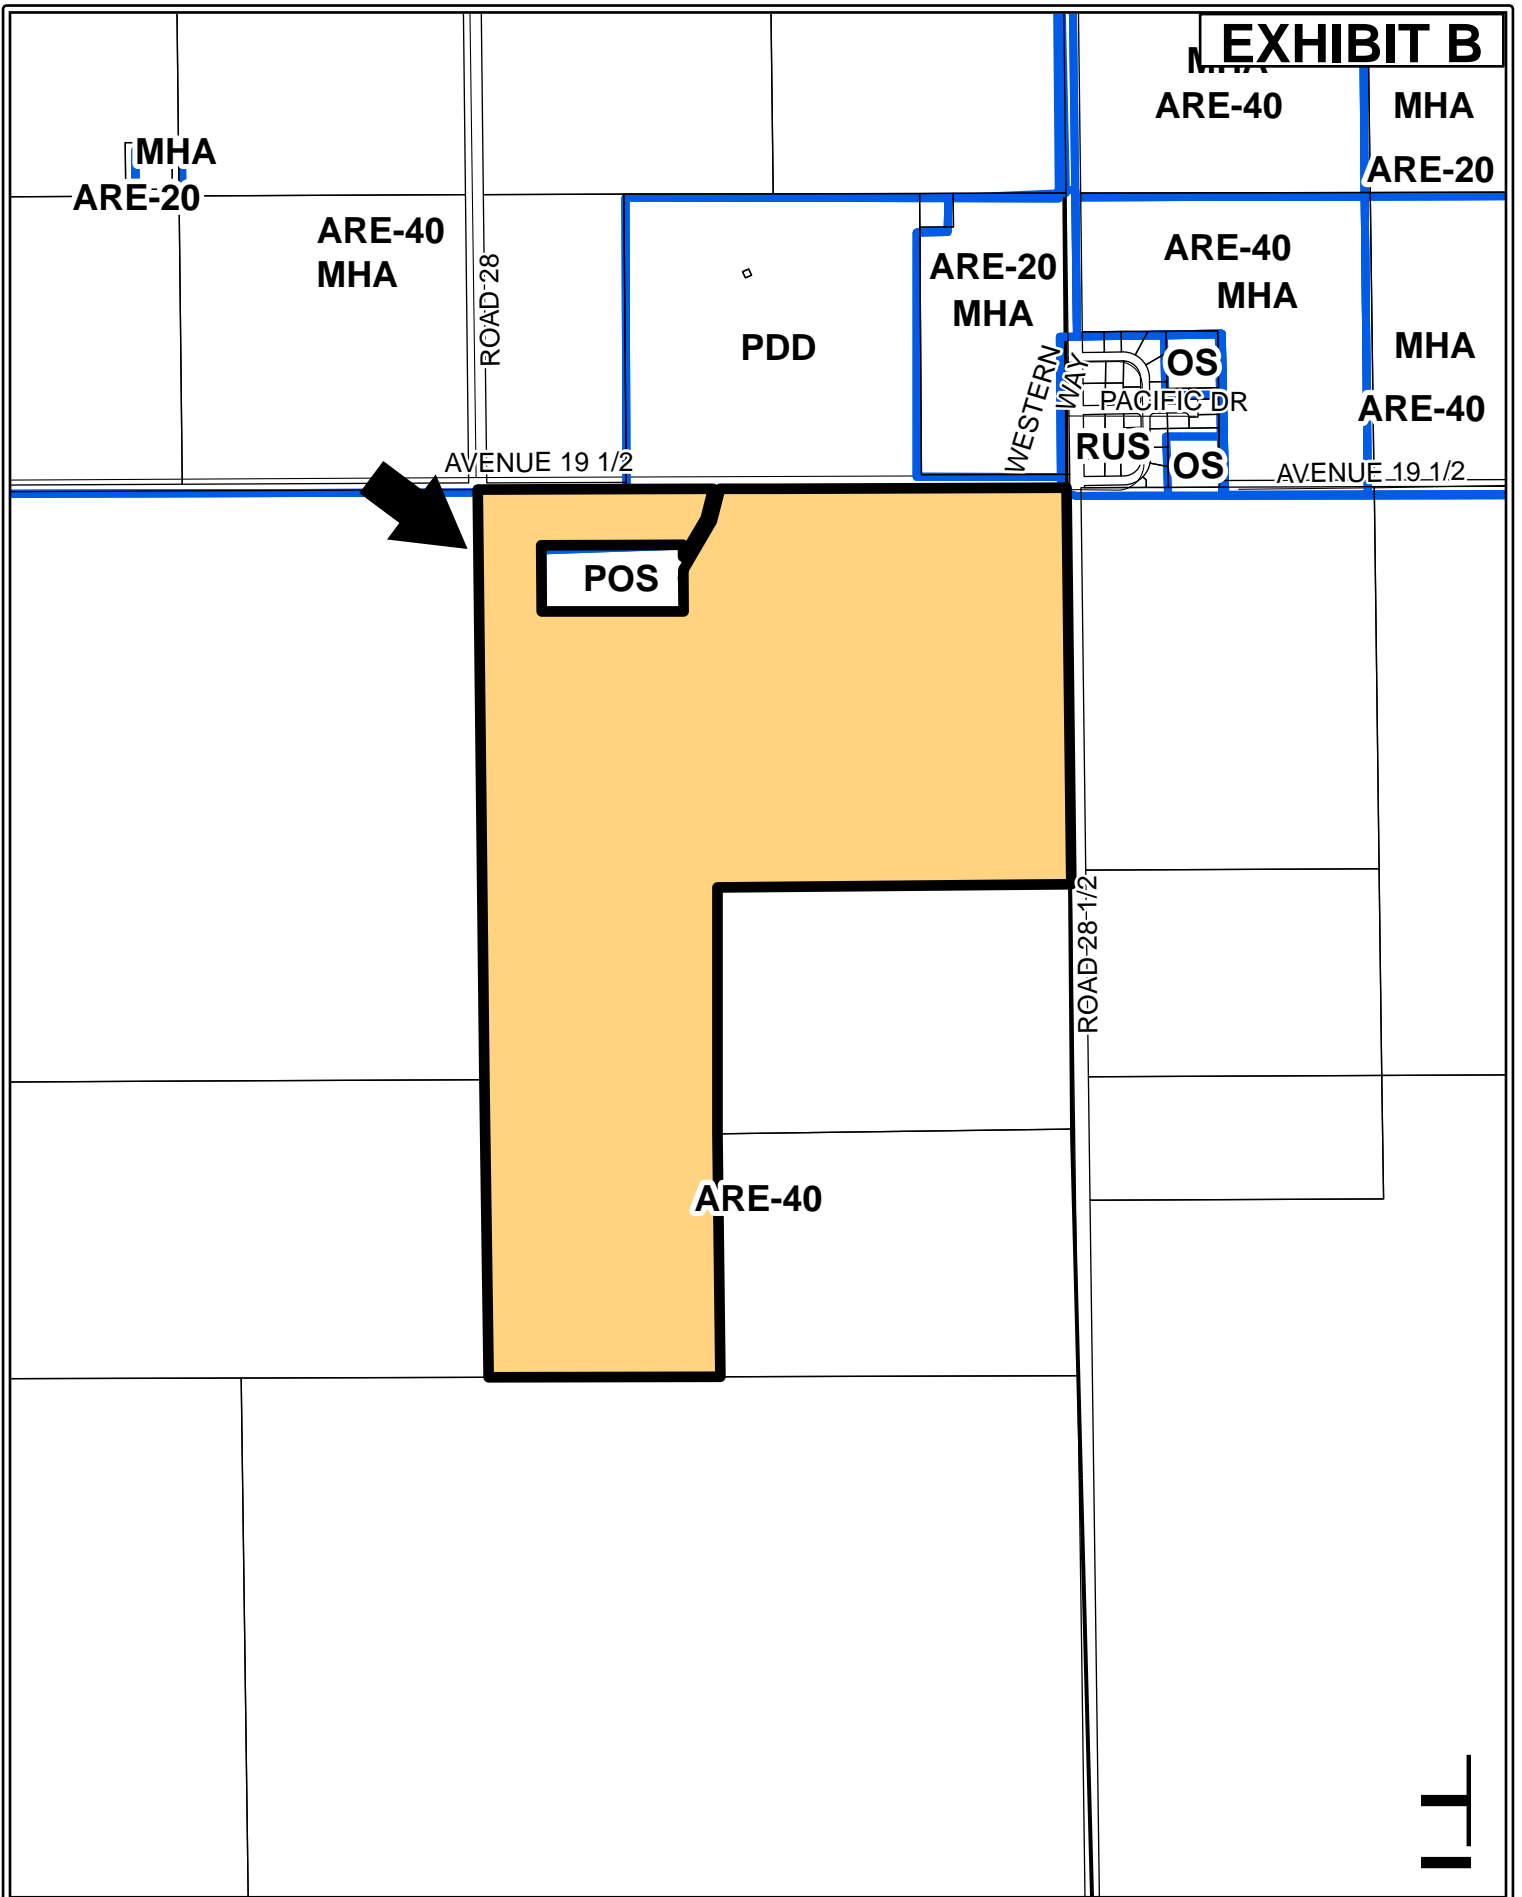 EXHIBIT B
MHA
ARE-40
MHA
ARE-20
MHA
ARE-20
ARE-40
MHA
ROAD 28
PDD
ARE-20
MHA
ARE-40
MHA
MHA
ARE-40
WESTERN
WAY
OS
PACIFIC DR
RUS
OS
AVENUE 19 1/2
AVENUE 19 1/2
POS
ROAD 28 1/2
ARE-40